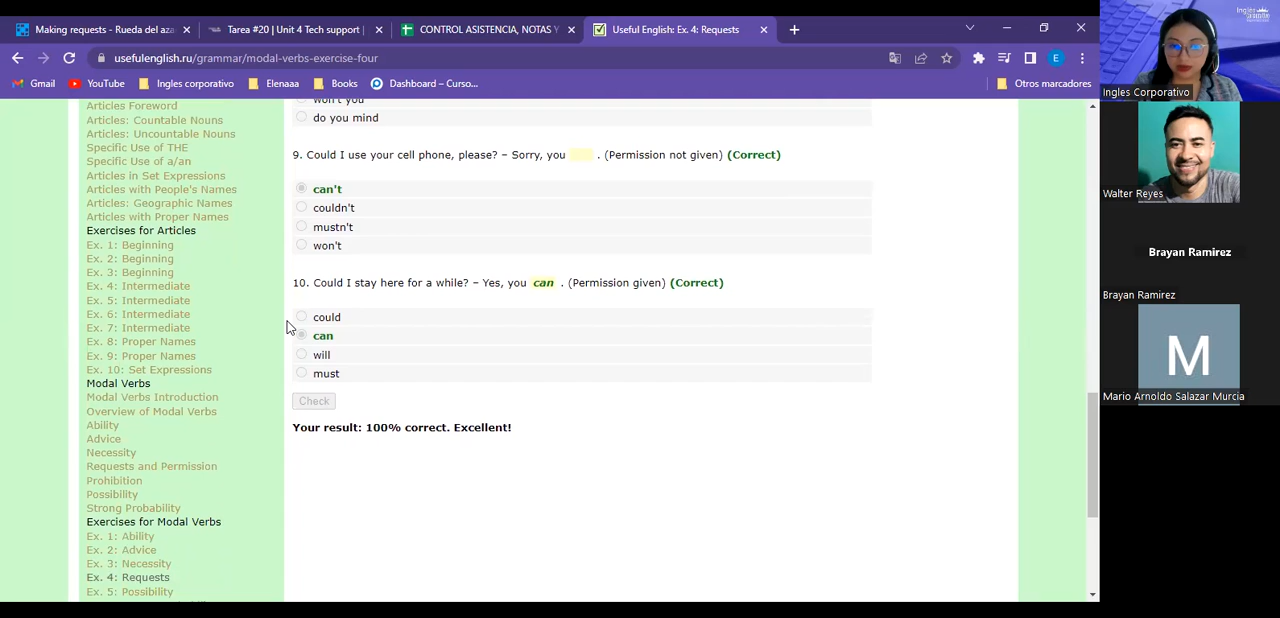 Making requests - Rueda del aza
Tarea #20 | Unit 4 Tech support |
CONTROL ASISTENCIA, NOTAS Y
Useful English: Ex. 4: Requests
usefulenglish.ru/grammar/modal-verbs-exercise-four
E
Gmail
YouTube
Ingles corporativo
Elenaaa
Books
Dashboard – Curso...
Otros marcadores
Articles Foreword
Articles: Countable Nouns
Articles: Uncountable Nouns
Specific Use of THE
Specific Use of a/an
Articles in Set Expressions
Articles with People's Names
Articles: Geographic Names
Articles with Proper Names
Exercises for Articles
Ex. 1: Beginning
Ex. 2: Beginning
Ex. 3: Beginning
Ex. 4: Intermediate
Ex. 5: Intermediate
Ex. 6: Intermediate
Ex. 7: Intermediate
Ex. 8: Proper Names
Ex. 9: Proper Names
Ex. 10: Set Expressions
Modal Verbs
Modal Verbs Introduction
Overview of Modal Verbs
Ability
Advice
Necessity
Requests and Permission
Prohibition
Possibility
Strong Probability
Exercises for Modal Verbs
Ex. 1: Ability
Ex. 2: Advice
Ex. 3: Necessity
Ex. 4: Requests
Ex. 5: Possibility
won't you
do you mind
9. Could I use your cell phone, please? – Sorry, you . (Permission not given) (Correct)
can't
couldn't
mustn't
won't
10. Could I stay here for a while? – Yes, you can . (Permission given) (Correct)
could
can
will
must
Check
Your result: 100% correct. Excellent!
Ingles Corporativo
Walter Reyes
Brayan Ramirez
Brayan Ramirez
M
Mario Arnoldo Salazar Murcia